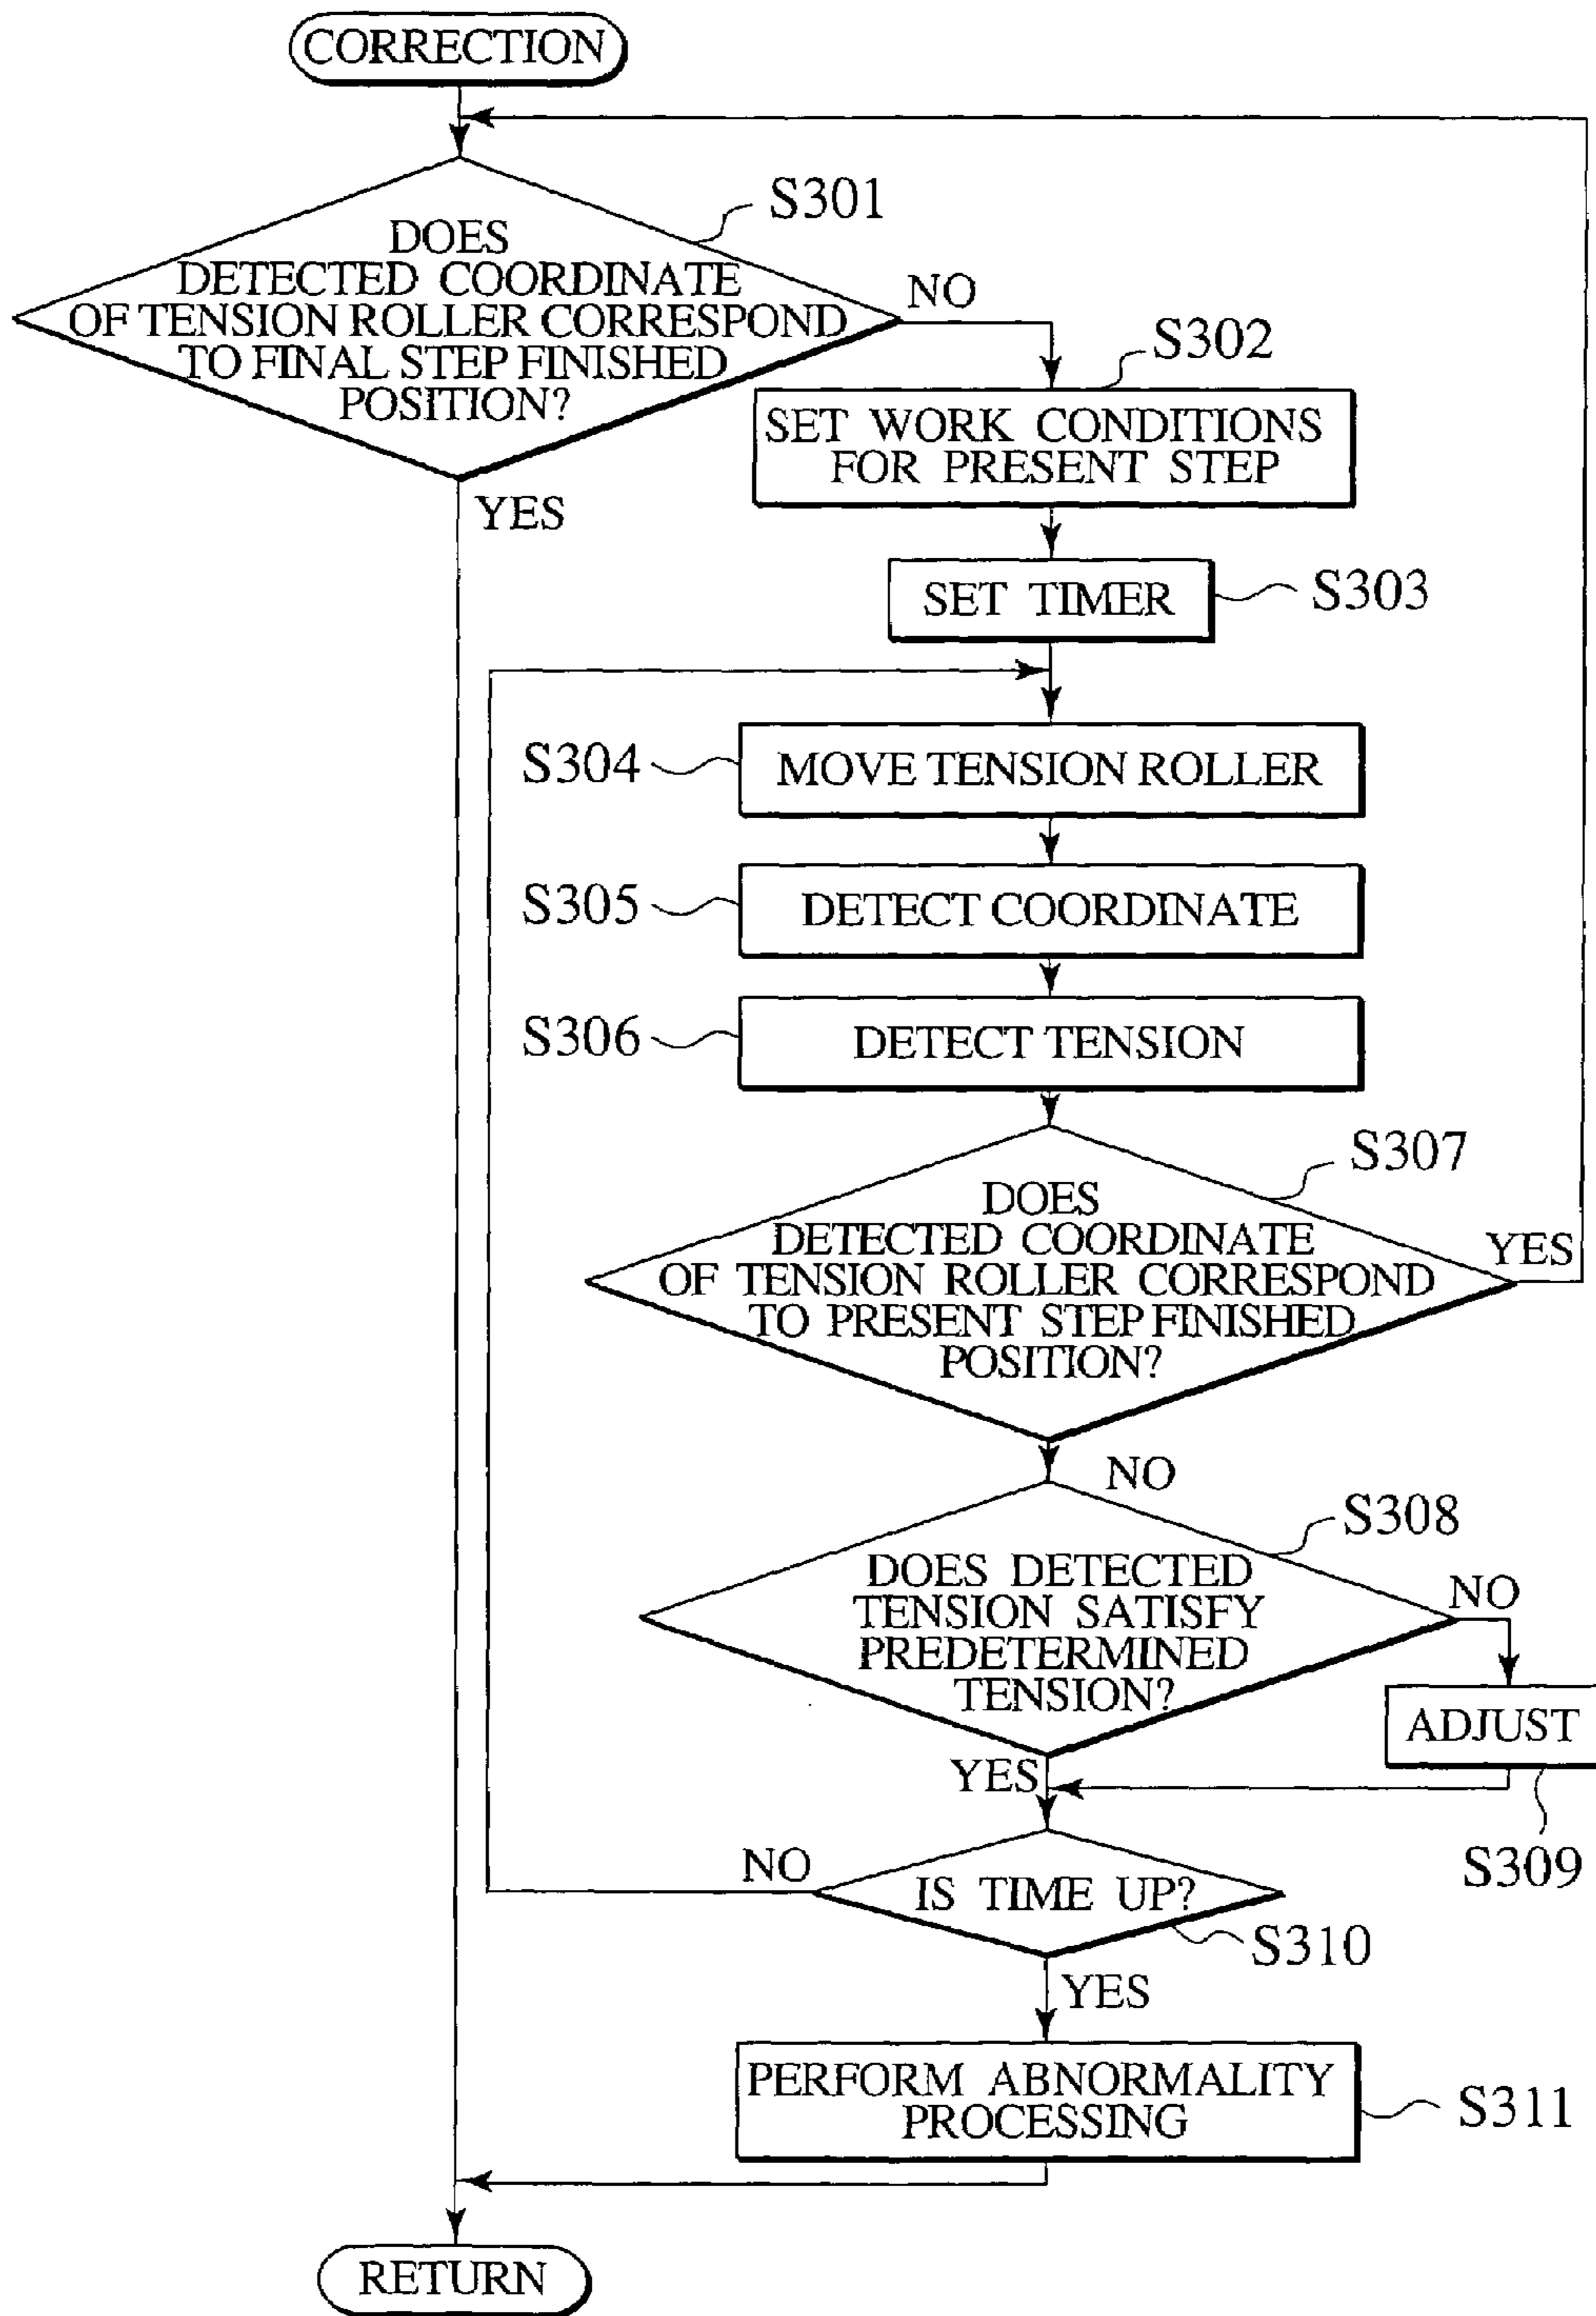 CORRECTION
S301
DOES
DETECTED COORDINATE
OF TENSION ROLLER CORRESPOND
TO FINAL STEP FINISHED
POSITION?
NO
YES
S302
SET WORK CONDITIONS
FOR PRESENT STEP
SET TIMER
S303
S304
MOVE TENSION ROLLER
S305
DETECT COORDINATE
S306
DETECT TENSION
S307
DOES
DETECTED COORDINATE
OF TENSION ROLLER CORRESPOND
TO PRESENT STEP FINISHED
POSITION?
YES
NO
S308
DOES DETECTED
TENSION SATISFY
PREDETERMINED
TENSION?
NO
ADJUST
YES
S309
NO
IS TIME UP?
S310
YES
PERFORM ABNORMALITY
PROCESSING
S311
RETURN